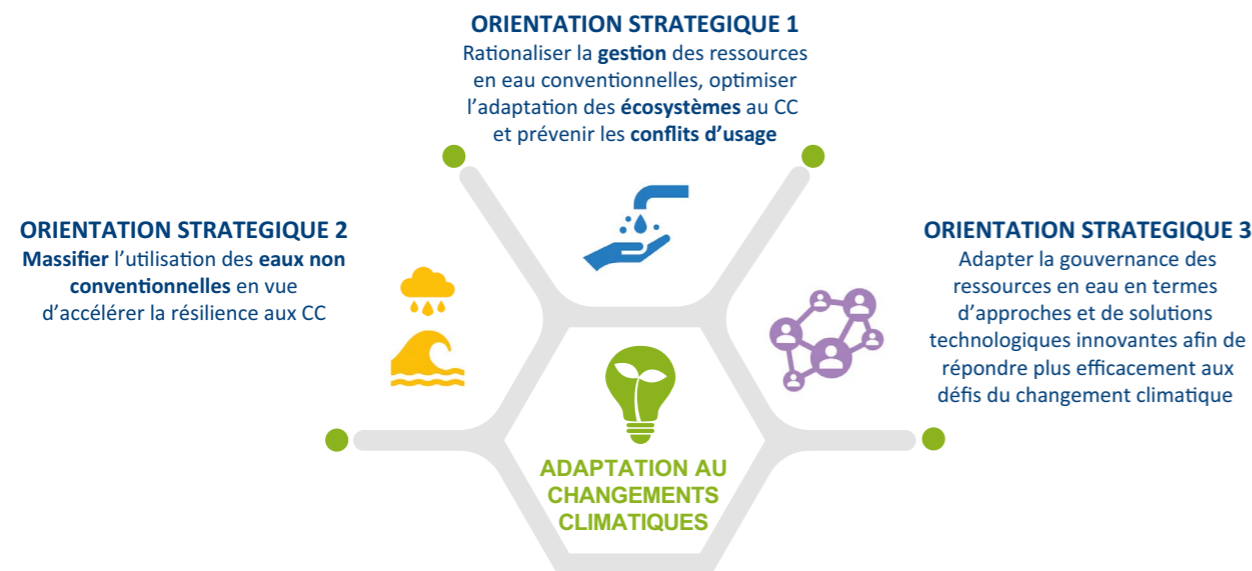 ORIENTATION STRATEGIQUE 1
Rationaliser la gestion des ressources
en eau conventionnelles, optimiser
l’adaptation des écosystèmes au CC
et prévenir les conflits d’usage
ORIENTATION STRATEGIQUE 2
Massifier l’utilisation des eaux non
conventionnelles en vue
d’accélérer la résilience aux CC
ORIENTATION STRATEGIQUE 3
Adapter la gouvernance des
ressources en eau en termes
d’approches et de solutions
technologiques innovantes afin de
répondre plus efficacement aux
défis du changement climatique
ADAPTATION AU
CHANGEMENTS
CLIMATIQUES